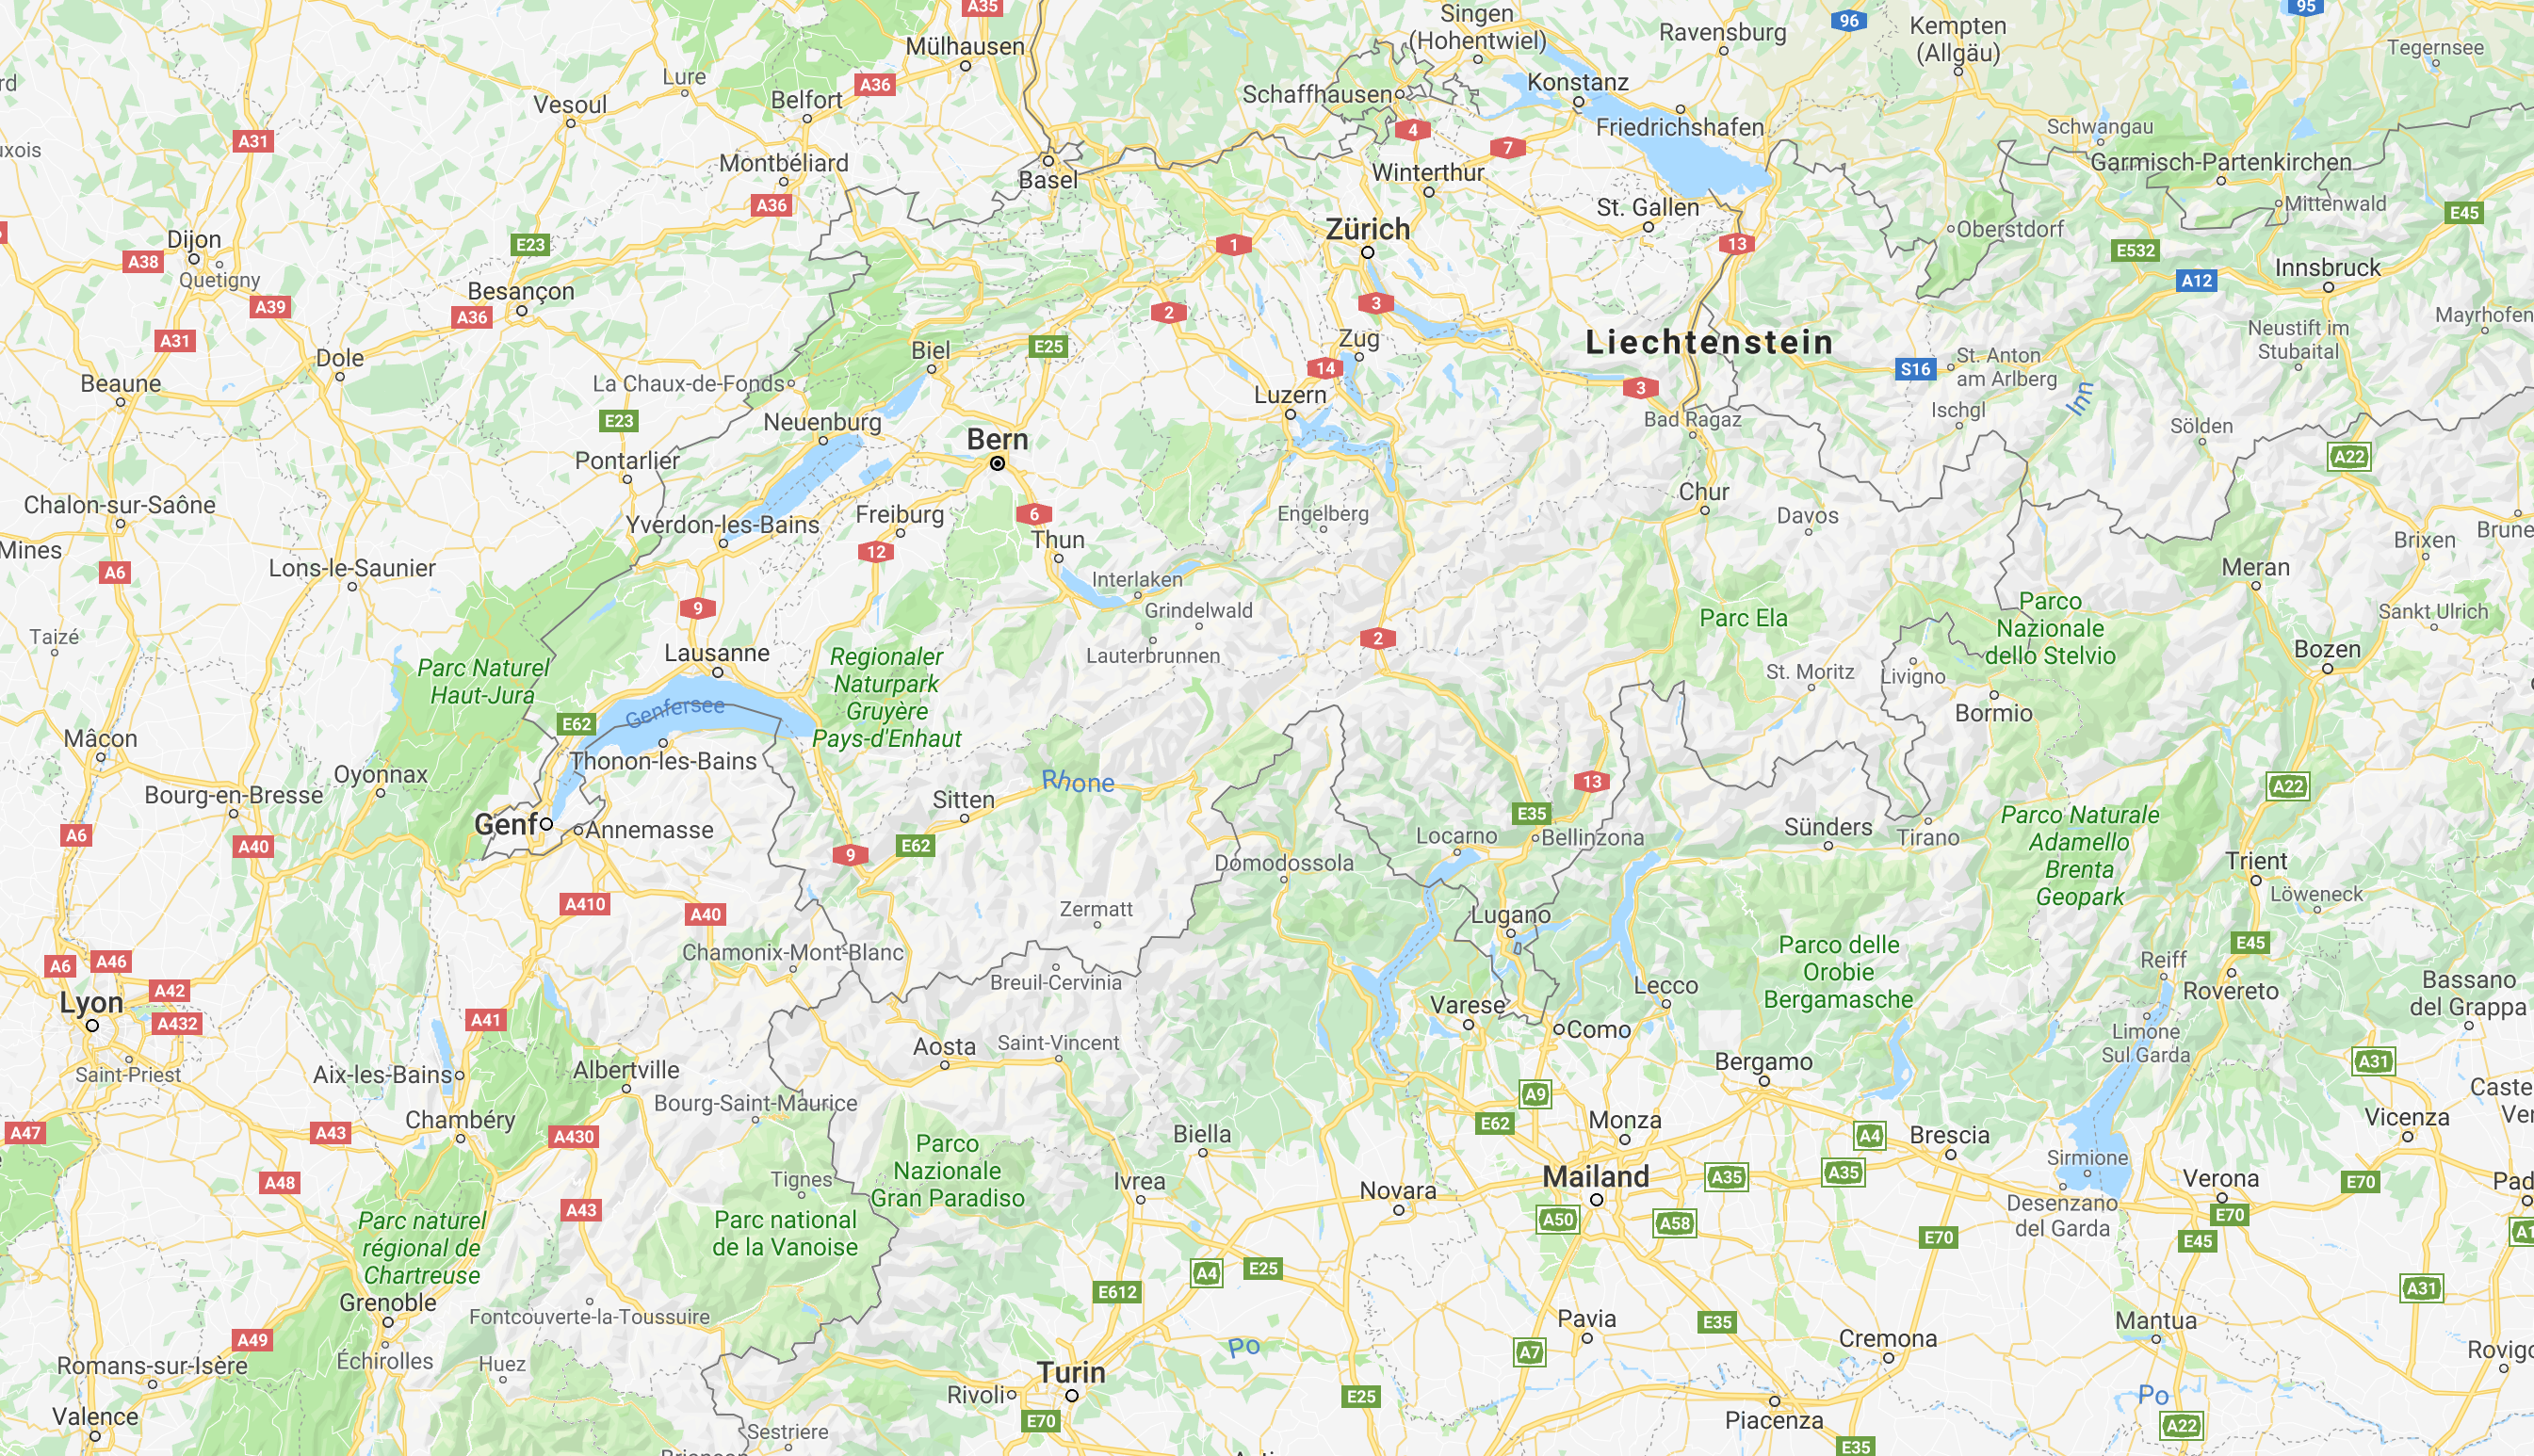 A35
Singen
(Hohentwiel)
Ravensburg
96
Kempten
(Allgäu)
95
Tegernsee
Mülhausen
Lure
A36
Belfort
Vesoul
Konstanz
Schaffhausen
4
Friedrichshafen
7
Schwangau
A31
Montbéliard
Garmisch-Partenkirchen
Basel
Winterthur
A36
St. Gallen
Mittenwald
E45
Zürich
Oberstdorf
Dijon
E23
1
13
E532
A38
Quetigny
Innsbruck
A12
Besançon
A39
A36
2
3
Mayrhofen
A31
Zug
Liechtenstein
Neustift im
Stubaital
Dole
Biel
E25
St. Anton
am Arlberg
S16
Beaune
La Chaux-de-Fonds
14
3
Inn
Luzern
Ischgl
E23
Neuenburg
Bad Ragaz
Sölden
Bern
A22
Pontarlier
Chur
Chalon-sur-Saône
Yverdon-les-Bains
Freiburg
6
Engelberg
Davos
Mines
12
Thun
Brixen
Brune
A6
Lons-le-Saunier
Interlaken
Meran
9
Grindelwald
Parc Ela
Parco
Nazionale
dello Stelvio
Sankt Ulrich
Taizé
2
Lausanne
Lauterbrunnen
Bozen
Parc Naturel
Haut-Jura
Regionaler
Naturpark
Gruyère
Pays-d'Enhaut
St. Moritz
Livigno
Genfersee
E62
Bormio
Mâcon
Thonon-les-Bains
Oyonnax
Rhone
13
A22
Bourg-en-Bresse
Sitten
E35
Parco Naturale
Adamello
Brenta
Geopark
Genf
Annemasse
Locarno
Bellinzona
Sünders
Tirano
A6
A40
9
E62
Domodossola
Trient
Löweneck
A410
A40
Zermatt
Lugano
Chamonix-Mont-Blanc
E45
Parco delle
Orobie
Bergamasche
A6
A46
Reiff
Breuil-Cervinia
Lecco
Rovereto
Bassano
del Grappa
A42
Lyon
A432
A41
Varese
Como
Limone
Sul Garda
Aosta
Saint-Vincent
Bergamo
A31
Saint-Priest
Aix-les-Bains
Albertville
Caste
Ver
A9
Bourg-Saint-Maurice
Chambéry
E62
Monza
Vicenza
A47
A43
A430
Biella
A4
Brescia
Parco
Nazionale
Gran Paradiso
Sirmione
A48
Tignes
Ivrea
Novara
Mailand
A35
A35
Verona
E70
Pad
A43
Desenzano
del Garda
E70
A50
A58
E70
E45
A1
Parc naturel
régional de
Chartreuse
Parc national
de la Vanoise
A4
E25
E612
A31
Grenoble
Fontcouverte-la-Toussuire
Pavia
E35
Mantua
A49
Po
A7
Cremona
Échirolles
Huez
Rovigo
Romans-sur-Isère
Turin
Rivoli
E25
Po
Valence
E70
Piacenza
A22
Sestriere
E35